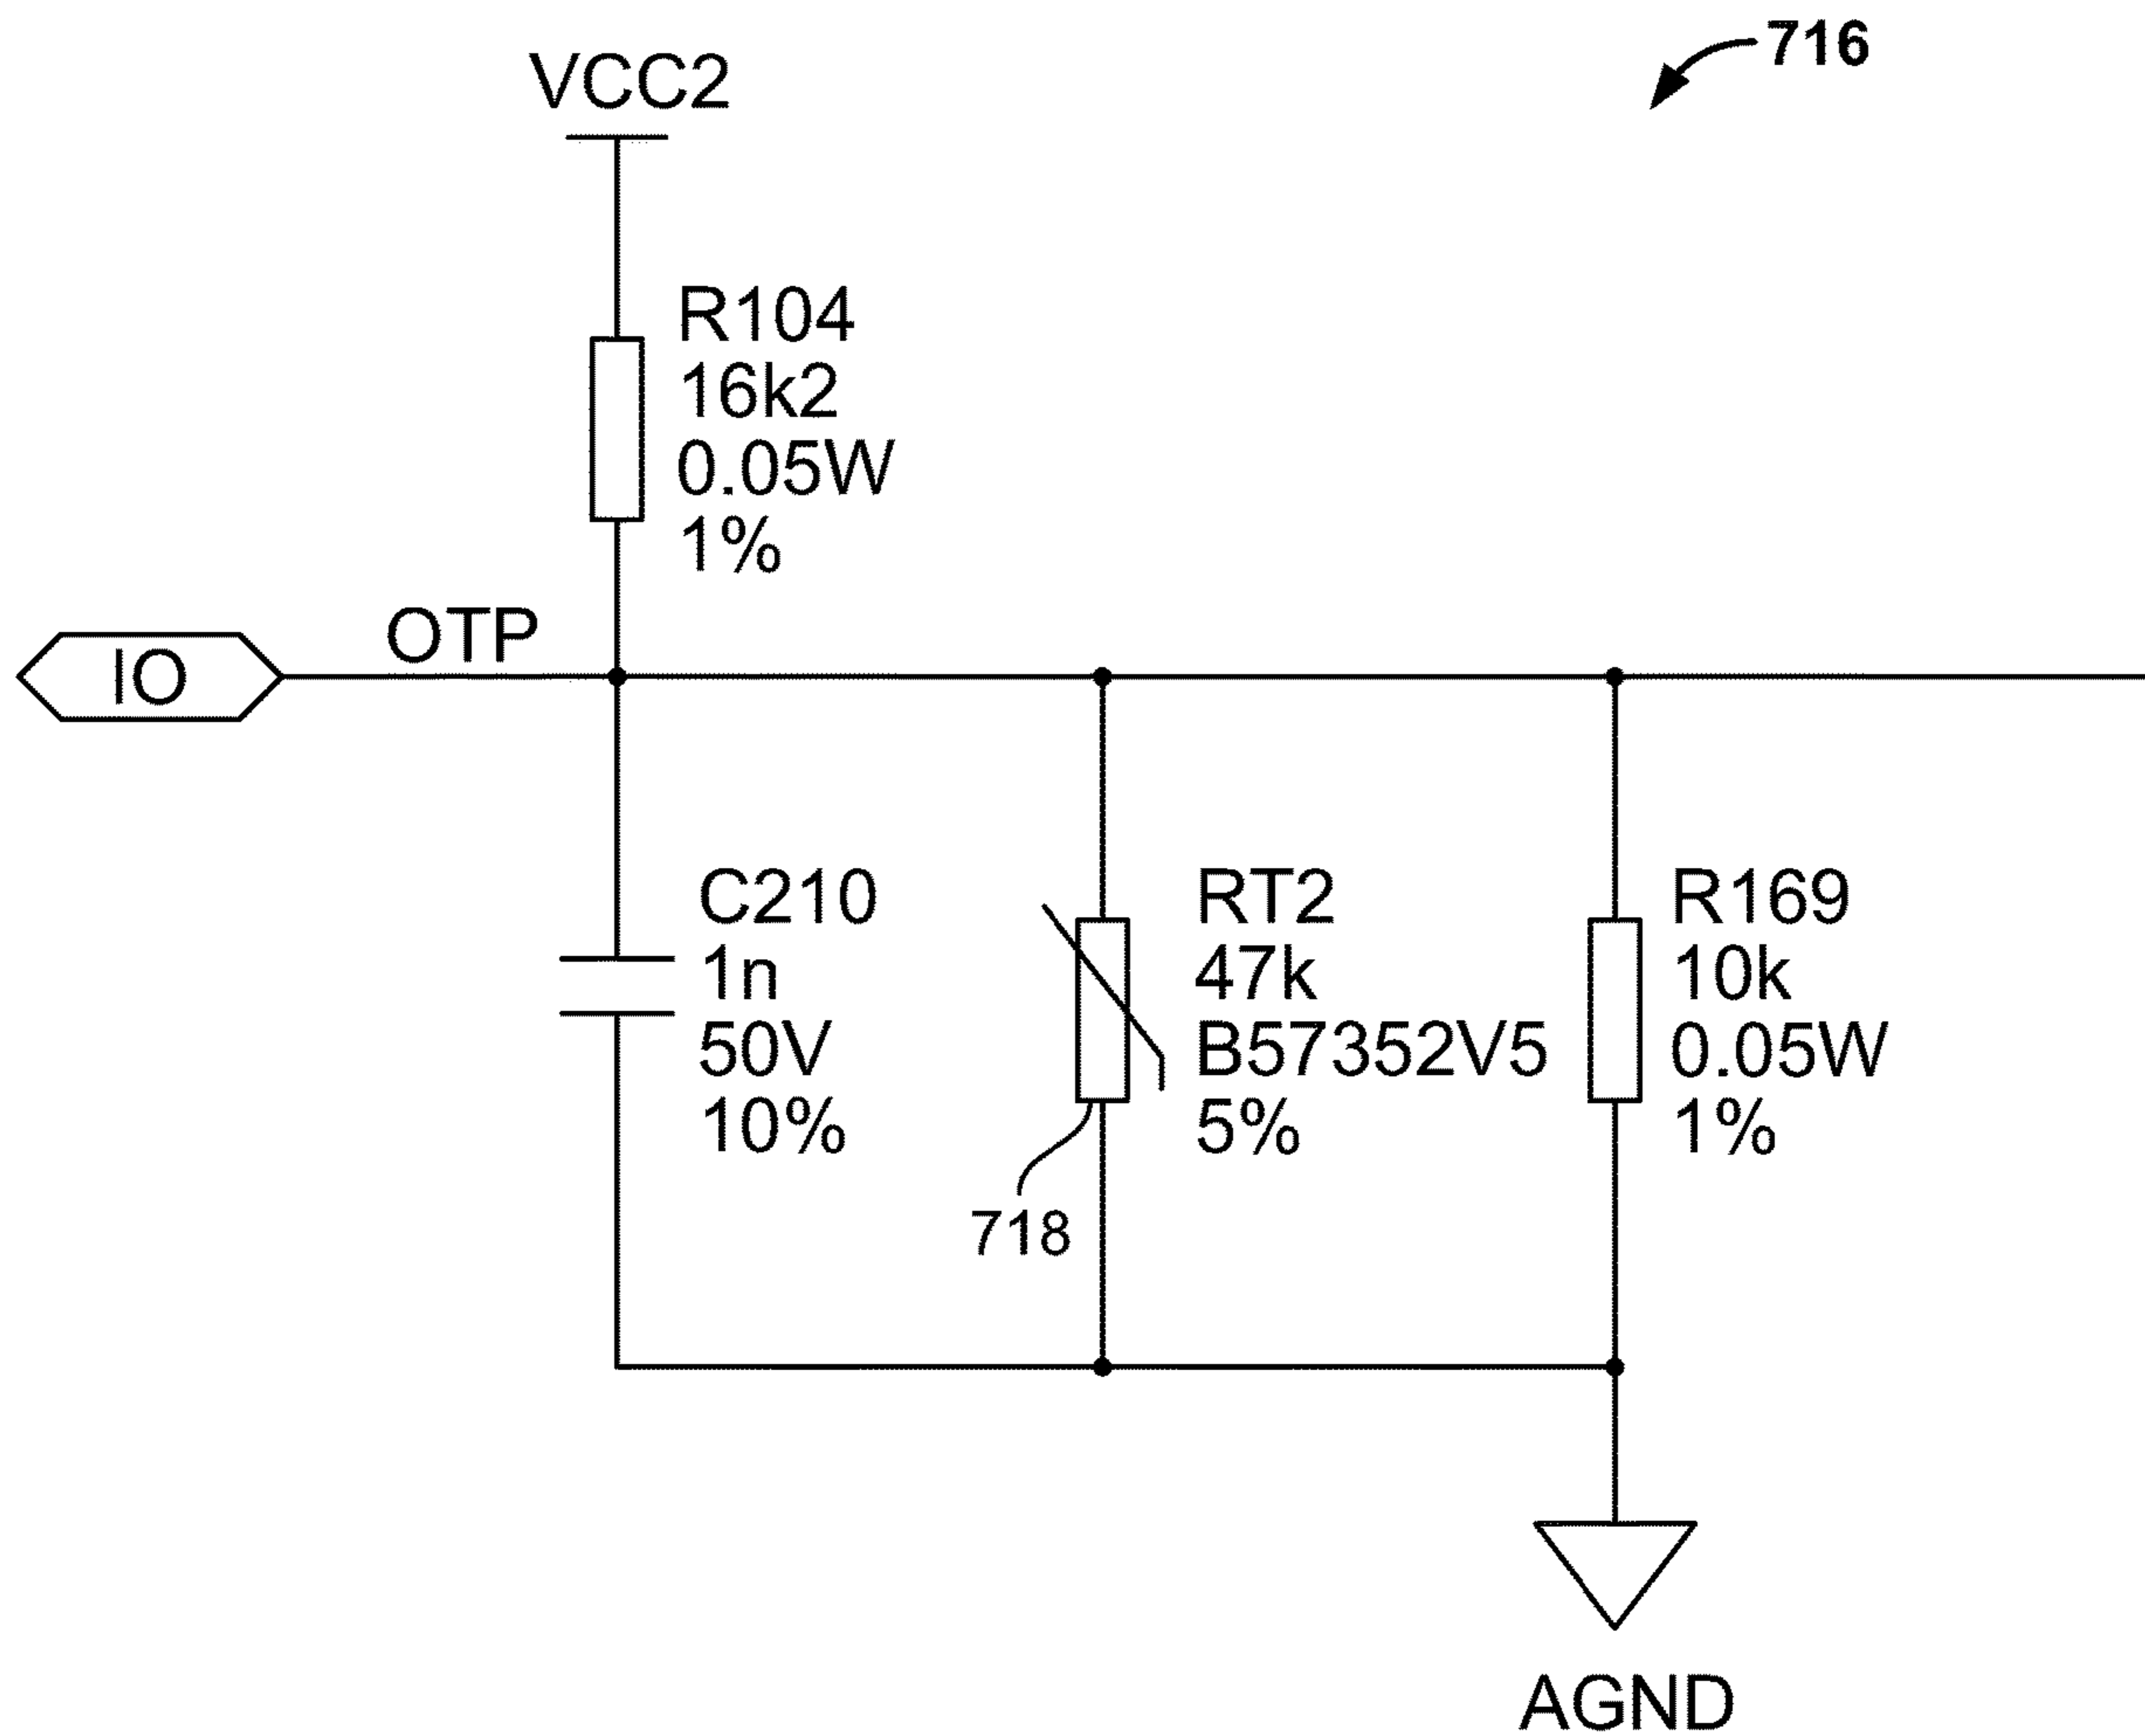 716
VCC2
R104
16k2
0.05W
1%
OTP
IO
C210
1n
50V
10%
RT2
47k
B57352V5
5%
R169
10k
0.05W
1%
718
AGND